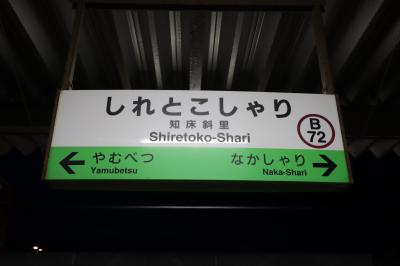 しれとこしゃり
知床斜里
Shiretoko-Shari
B
72
← やむべつ
Yamubetsu
なかしゃり →
Naka-Shari